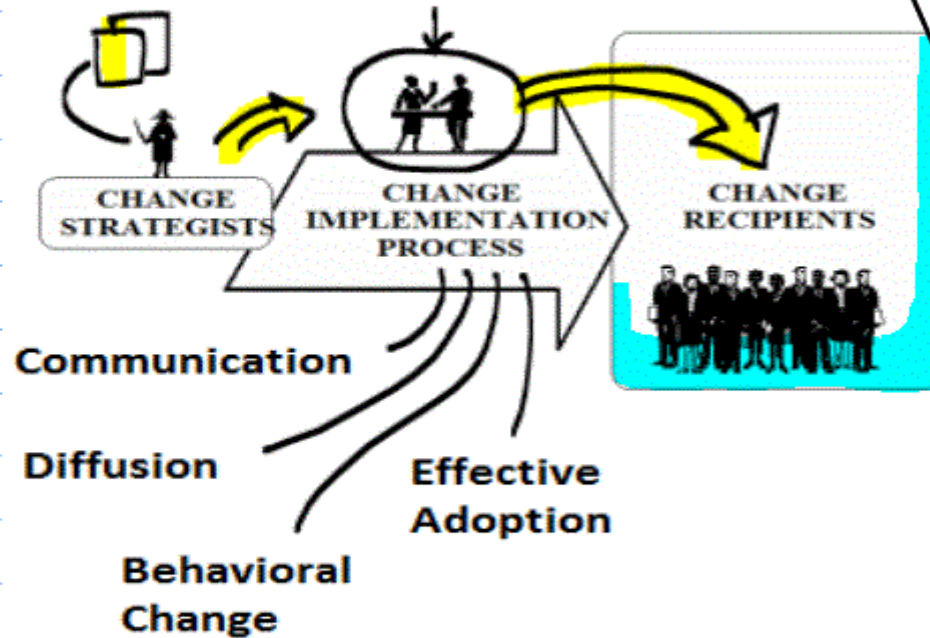 CHANGE
STRATEGISTS
CHANGE
IMPLEMENTATION
PROCESS
CHANGE
RECIPIENTS
Communication
Diffusion
Effective
Adoption
Behavioral
Change